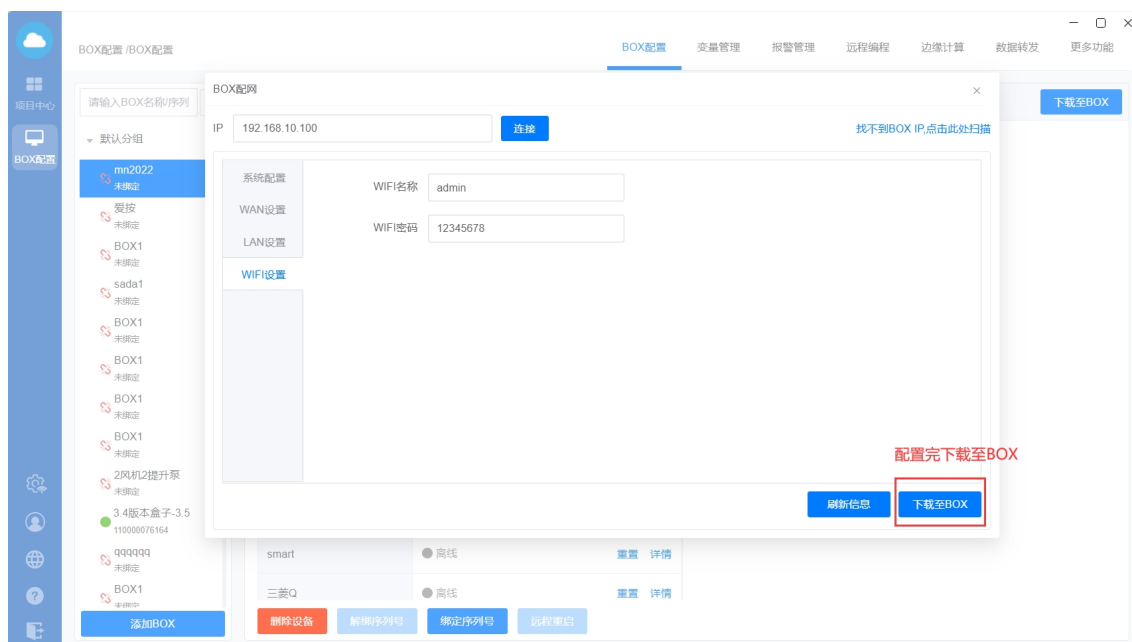 BOX配置 /BOX配置
BOX配置 变量管理 报警管理 远程编程 边缘计算 数据转发 更多功能
项目中心
BOX配置
请输入BOX名称/序列
下载至BOX
默认分组
mn2022
未绑定
爱按
未绑定
BOX1
未绑定
sada1
未绑定
BOX1
未绑定
BOX1
未绑定
BOX1
未绑定
BOX1
未绑定
2风机2提升泵
未绑定
3.4版本盒子-3.5
110000076164
qqqqqq
未绑定
BOX1
未绑定
添加BOX
BOX配网
IP 192.168.10.100 连接 找不到BOX IP,点击此处扫描
系统配置
WAN设置
LAN设置
WIFI设置
WIFI名称 admin
WIFI密码 12345678
配置完下载至BOX
刷新信息 下载至BOX
smart 离线 重置 详情
三菱Q 离线 重置 详情
删除设备 解绑序列号 绑定序列号 远程重启